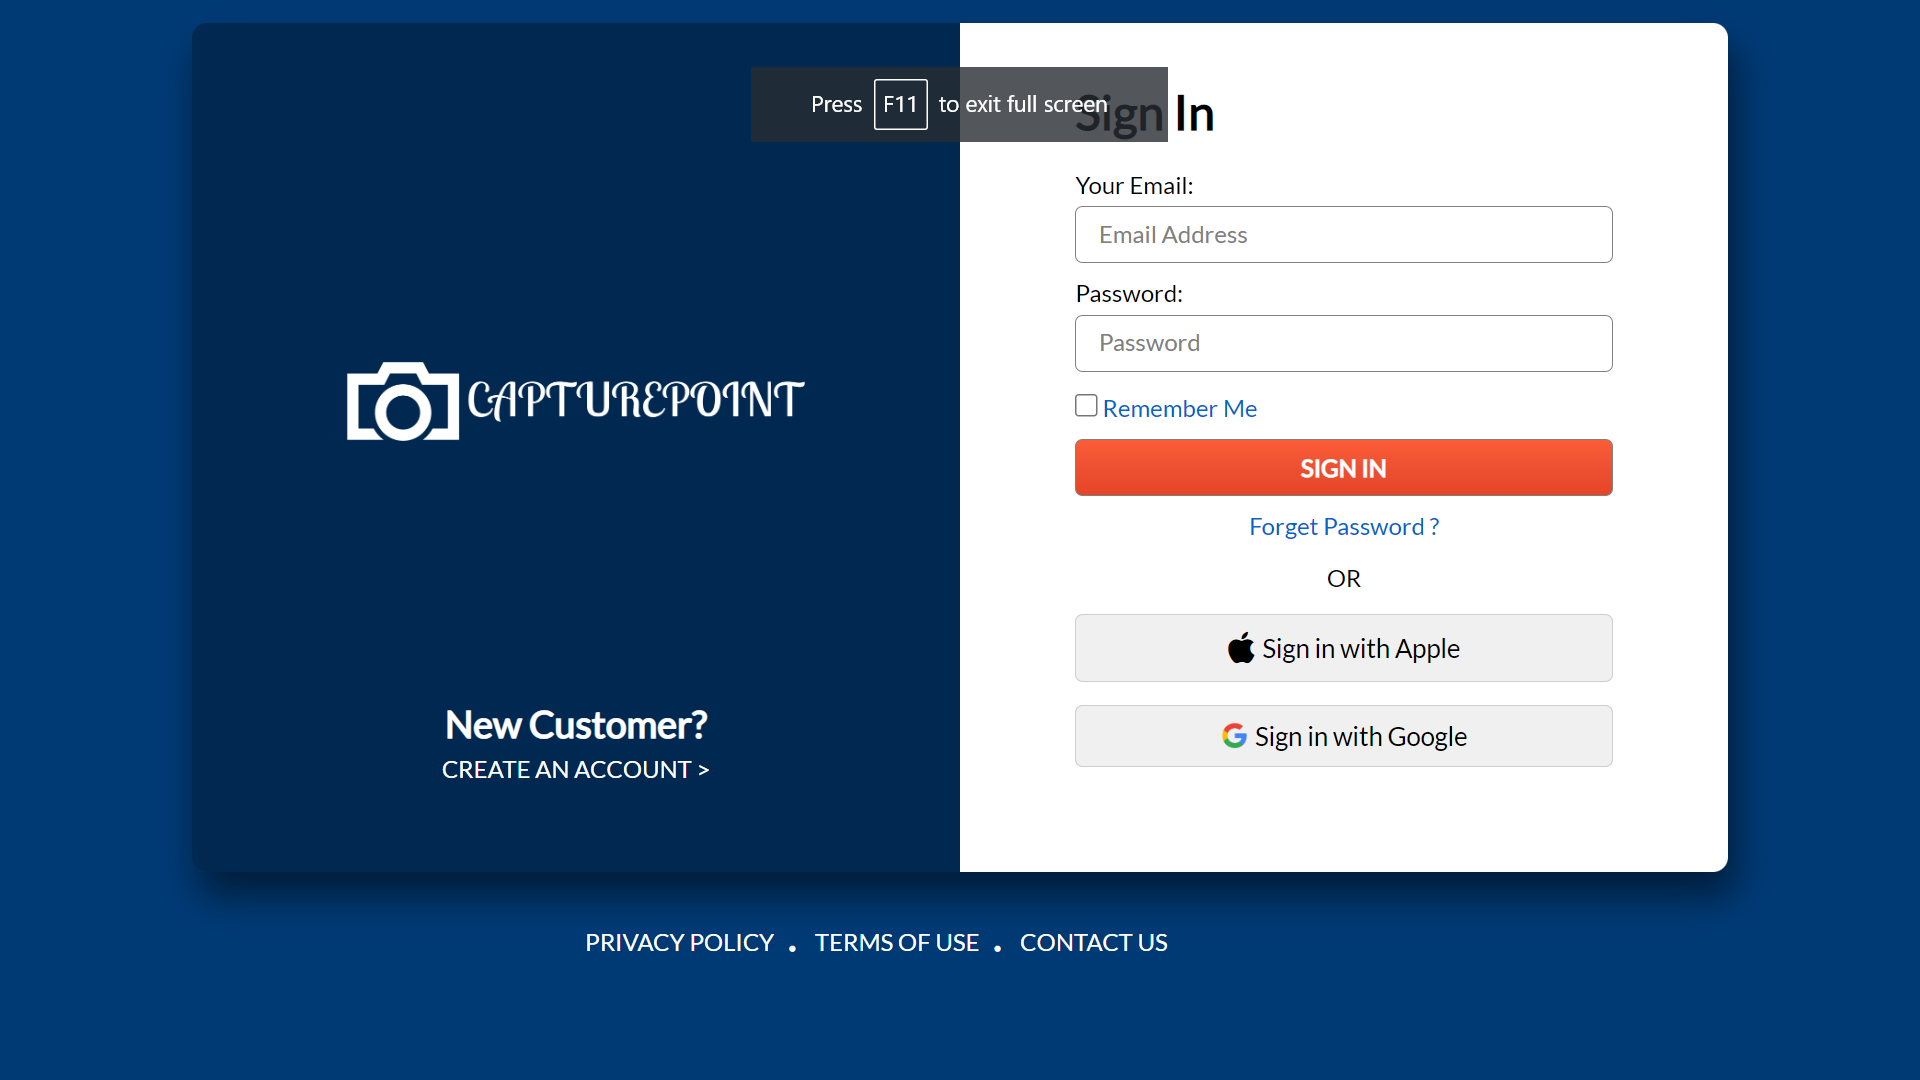 Press F11 to exit full screen
Sign In
Your Email:
Email Address
Password:
Password
Remember Me
SIGN IN
Forget Password ?
OR
Sign in with Apple
Sign in with Google
CAPTUREPOINT
New Customer?
CREATE AN ACCOUNT >
PRIVACY POLICY . TERMS OF USE . CONTACT US